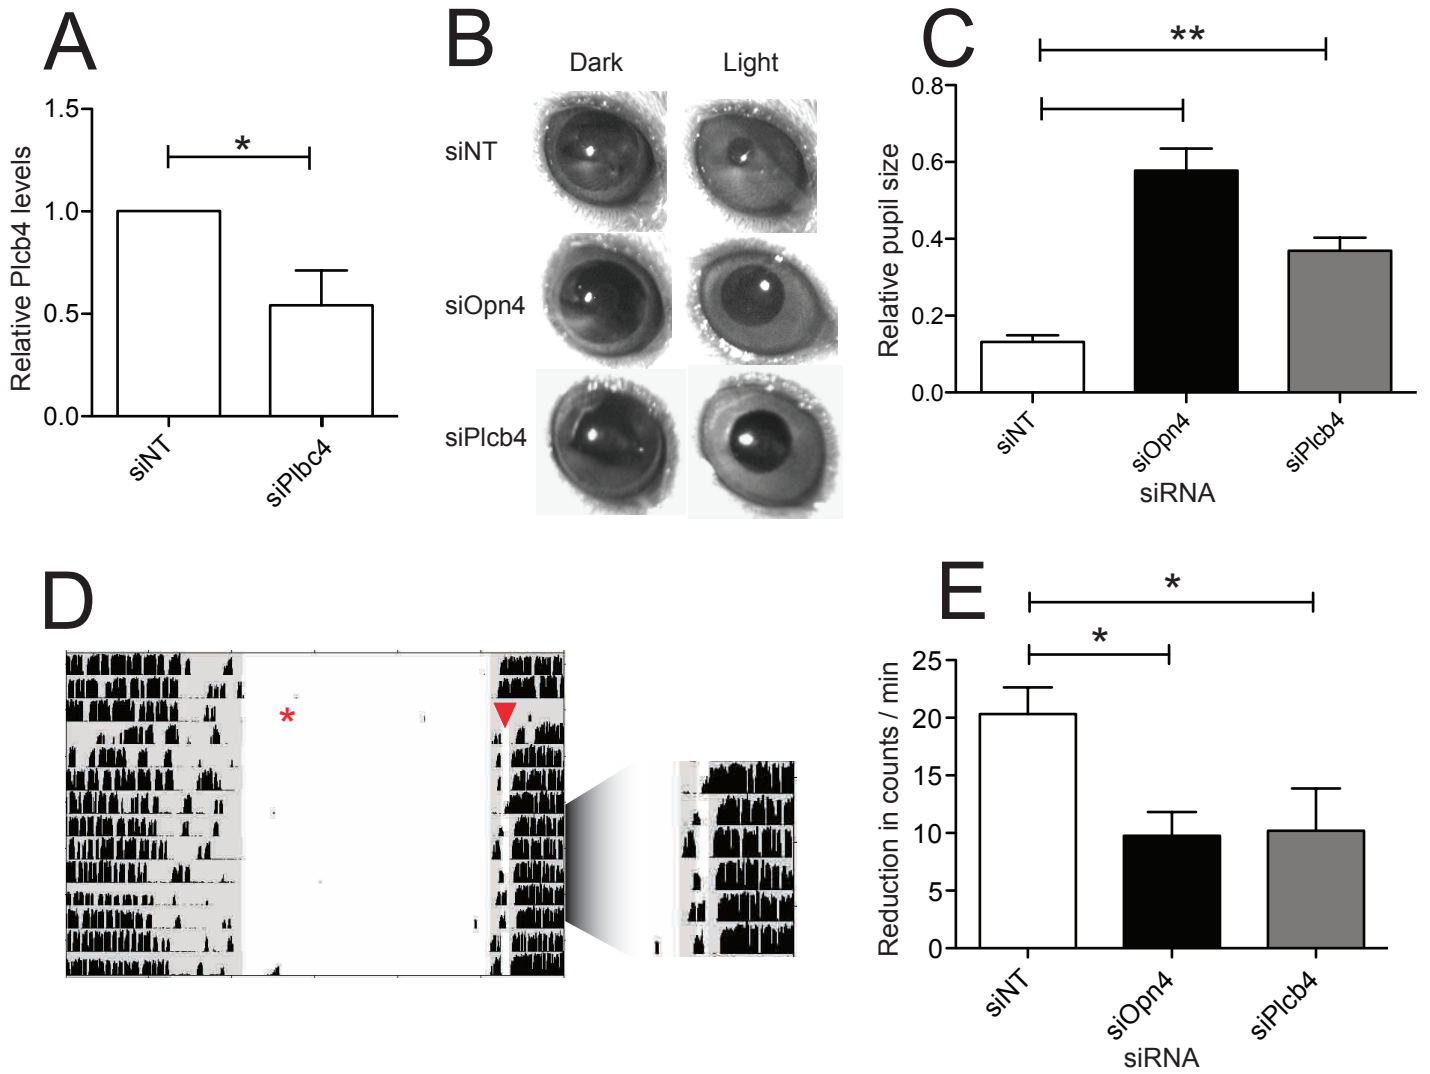 A
Relative Plcb4 levels
1.5
1.0
0.5
0.0
*
siNT
siPlbc4
B
Dark
Light
siNT
siOpn4
siPlcb4
C
Relative pupil size
0.8
0.6
0.4
0.2
0.0
**
siNT
siOpn4
siPlcb4
siRNA
D
*
E
Reduction in counts / min
25
20
15
10
5
0
*
*
siNT
siOpn4
siPlcb4
siRNA